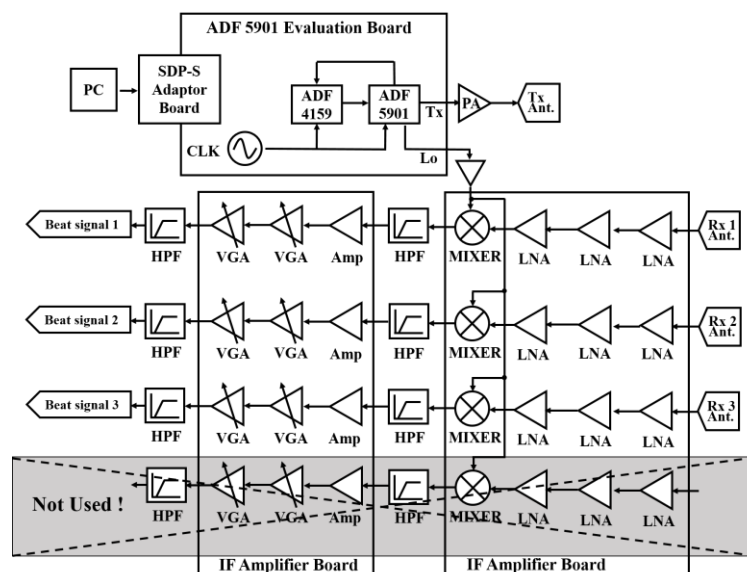 ADF 5901 Evaluation Board
PC
SDP-S
Adaptor
Board
ADF
4159
ADF
5901
Tx
PA
Tx
Ant.
CLK
Lo
Beat signal 1
HPF
VGA
VGA
Amp
HPF
MIXER
LNA
LNA
LNA
Rx 1
Ant.
Beat signal 2
HPF
VGA
VGA
Amp
HPF
MIXER
LNA
LNA
LNA
Rx 2
Ant.
Beat signal 3
HPF
VGA
VGA
Amp
HPF
MIXER
LNA
LNA
LNA
Rx 3
Ant.
Not Used !
HPF
VGA
VGA
Amp
HPF
MIXER
LNA
LNA
LNA
IF Amplifier Board
IF Amplifier Board